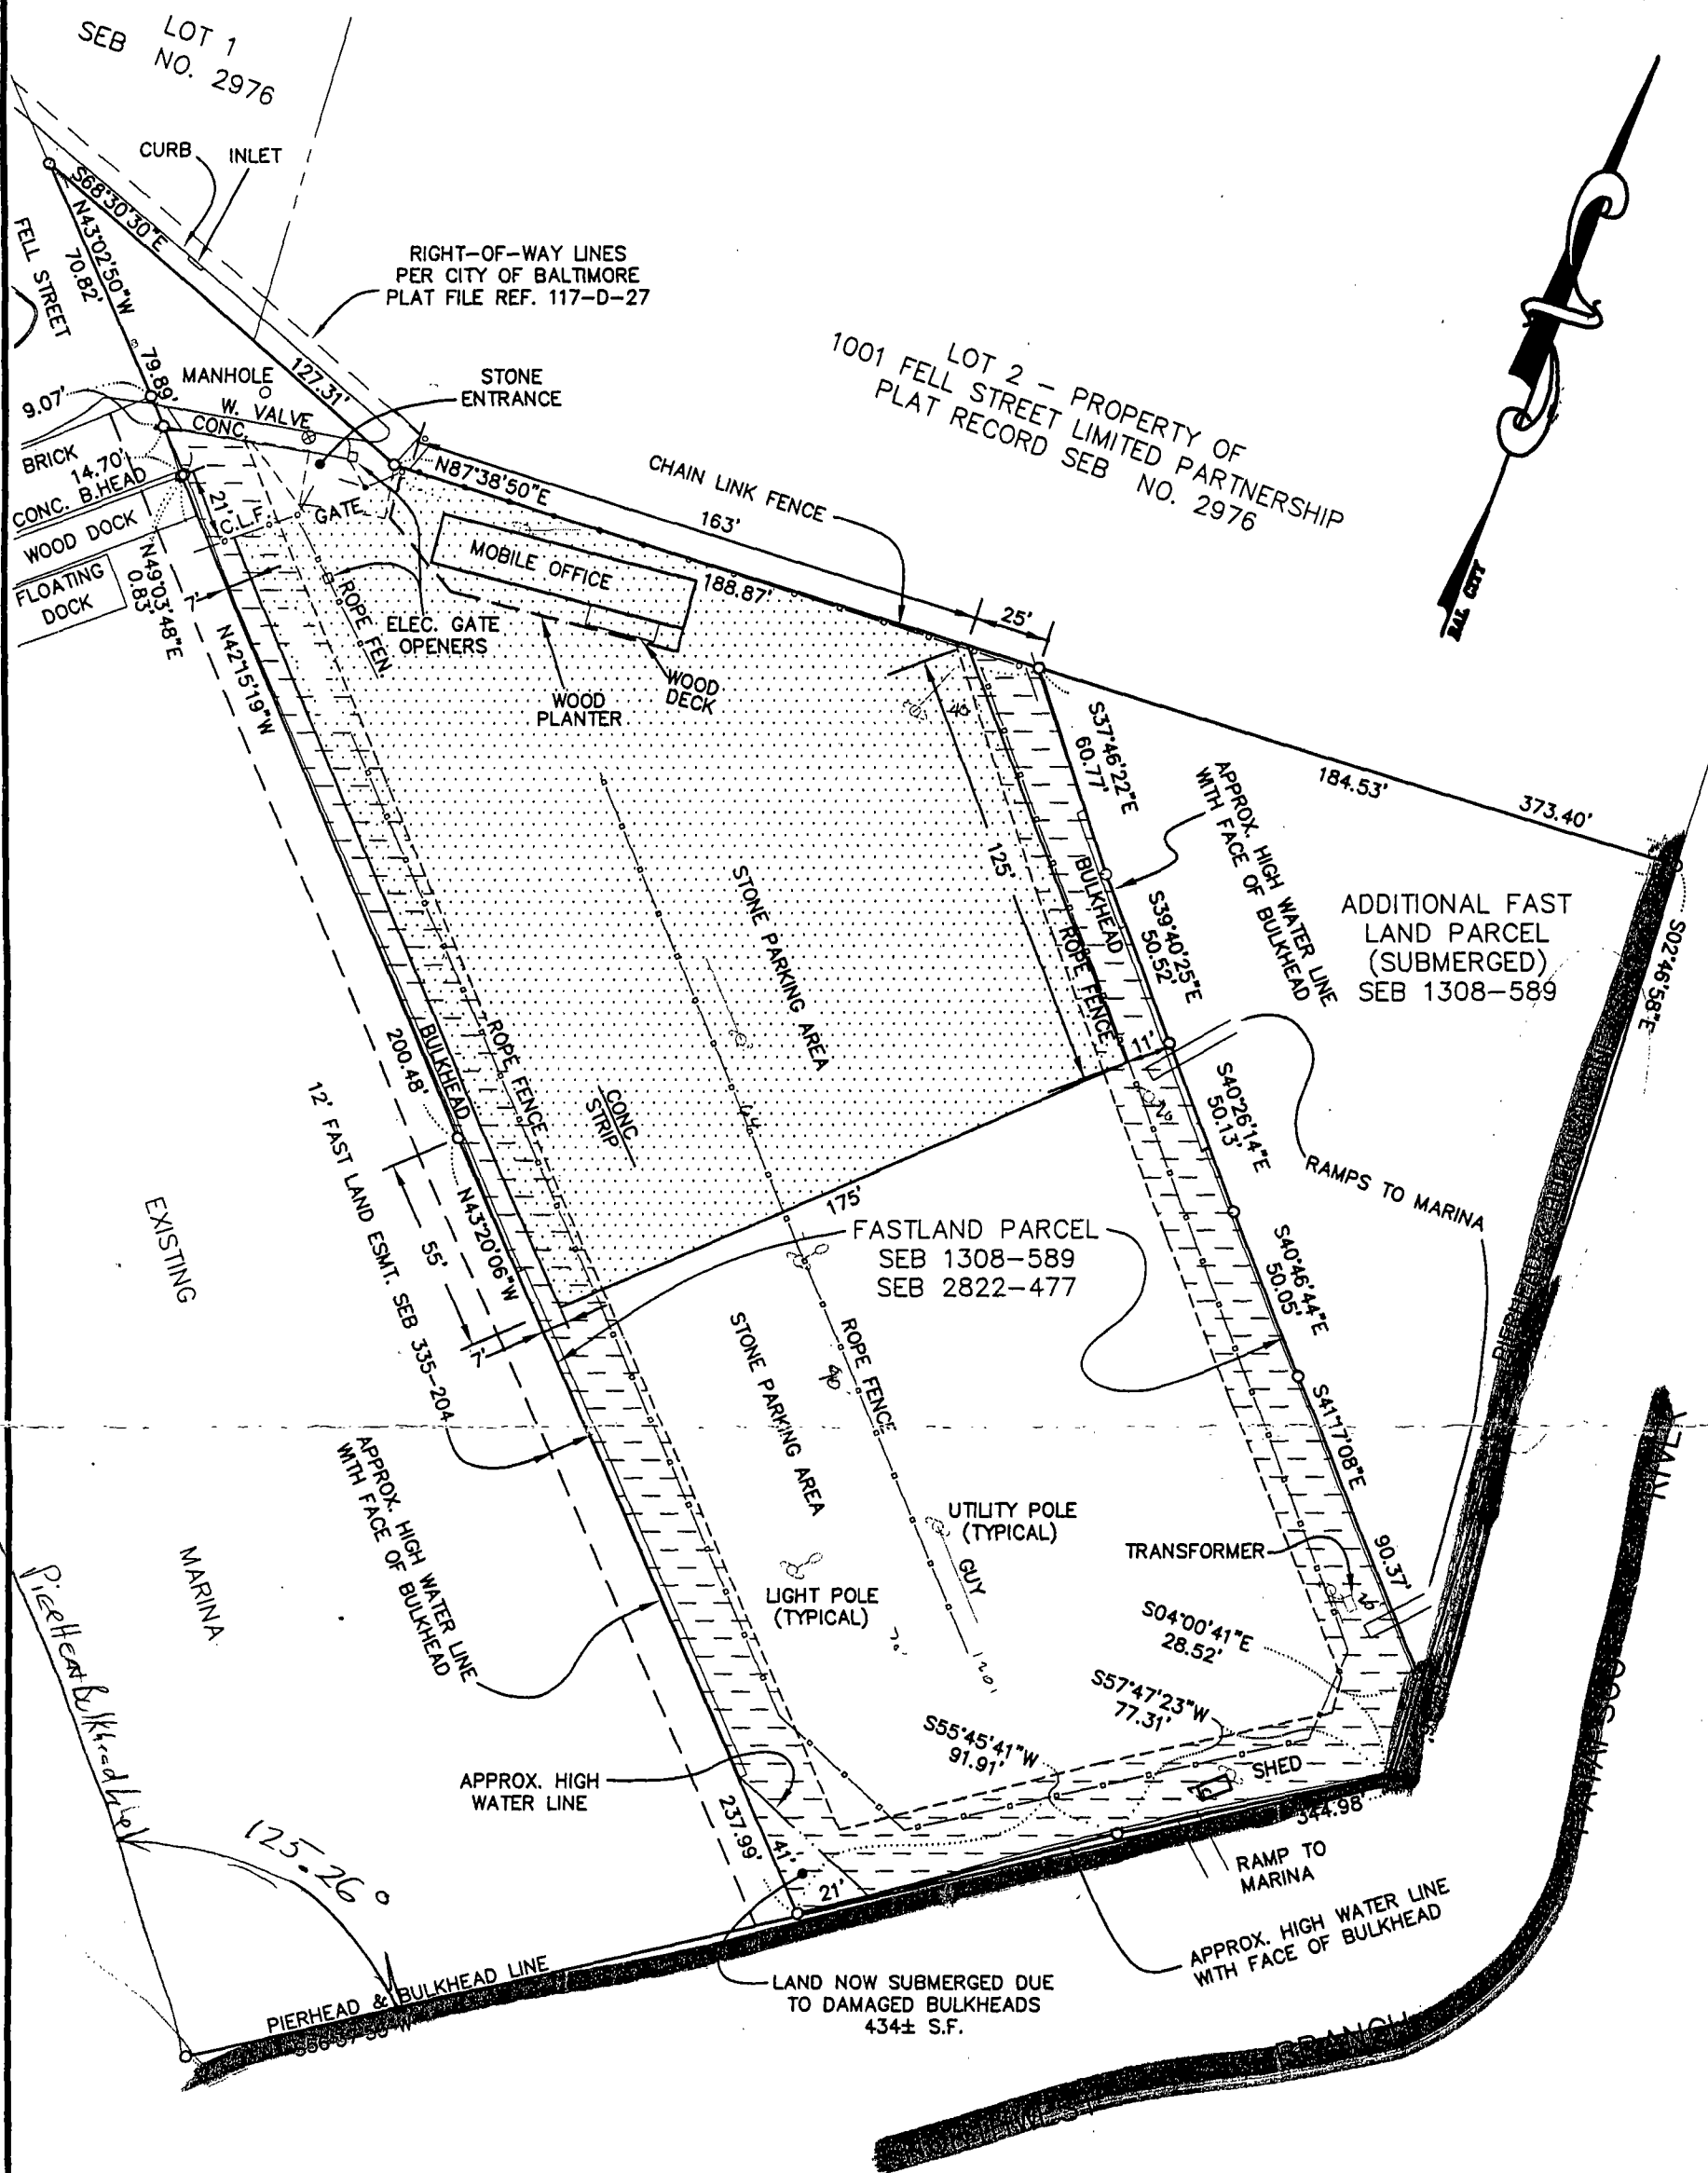 LOT 1
SEB NO. 2976
CURB
INLET
S68°30'30"E
127.31'
N43°02'50"W
70.82'
79.89'
FELL STREET
RIGHT-OF-WAY LINES
PER CITY OF BALTIMORE
PLAT FILE REF. 117-D-27
MANHOLE
W. VALVE
CONC.
STONE
ENTRANCE
9.07'
BRICK
14.70'
CONC. B.HEAD
WOOD DOCK
FLOATING
DOCK
N49°03'48"E
0.83'
21'
C.L.F.
GATE
7'
N42°15'19"W
ROPE FEN.
ELEC. GATE
OPENERS
N87°38'50"E
163'
CHAIN LINK FENCE
MOBILE OFFICE
188.87'
25'
WOOD
PLANTER
WOOD
DECK
LOT 2 - PROPERTY OF
1001 FELL STREET LIMITED PARTNERSHIP
PLAT RECORD SEB NO. 2976
BAL CITY
S37°46'22"E
60.77'
184.53'
373.40'
APPROX. HIGH WATER LINE
WITH FACE OF BULKHEAD
125'
BULKHEAD
ROPE FENCE
S39°40'25"E
50.52'
ADDITIONAL FAST
LAND PARCEL
(SUBMERGED)
SEB 1308-589
S02°46'58"E
STONE PARKING AREA
11'
S40°26'14"E
50.13'
RAMPS TO MARINA
BULKHEAD
200.48'
ROPE FENCE
CONC.
STRIP
12' FAST LAND ESMT. SEB 335-204
55'
N43°20'06"W
7'
175'
FASTLAND PARCEL
SEB 1308-589
SEB 2822-477
S40°46'44"E
50.05'
EXISTING
MARINA
STONE PARKING AREA
ROPE FENCE
S41°17'08"E
90.37'
APPROX. HIGH WATER LINE
WITH FACE OF BULKHEAD
UTILITY POLE
(TYPICAL)
GUY
LIGHT POLE
(TYPICAL)
TRANSFORMER
S04°00'41"E
28.52'
S57°47'23"W
77.31'
S55°45'41"W
91.91'
SHED
344.98'
APPROX. HIGH
WATER LINE
237.99'
41'
21'
RAMP TO
MARINA
APPROX. HIGH WATER LINE
WITH FACE OF BULKHEAD
125.26°
PIERHEAD & BULKHEAD LINE
LAND NOW SUBMERGED DUE
TO DAMAGED BULKHEADS
434± S.F.
PATAPSCO RIVER
BRANCH